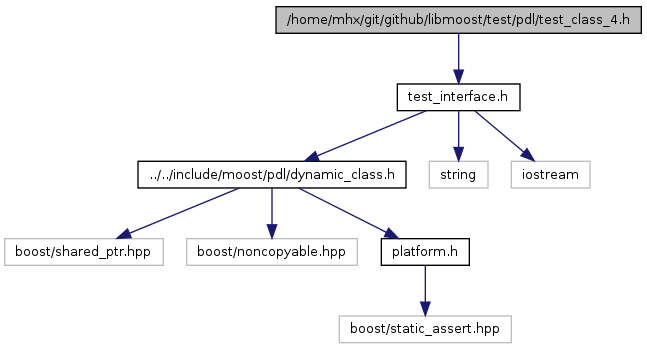 /home/mhx/git/github/libmoost/test/pdl/test_class_4.h
test_interface.h
../../include/moost/pdl/dynamic_class.h
string
iostream
boost/shared_ptr.hpp
boost/noncopyable.hpp
platform.h
boost/static_assert.hpp